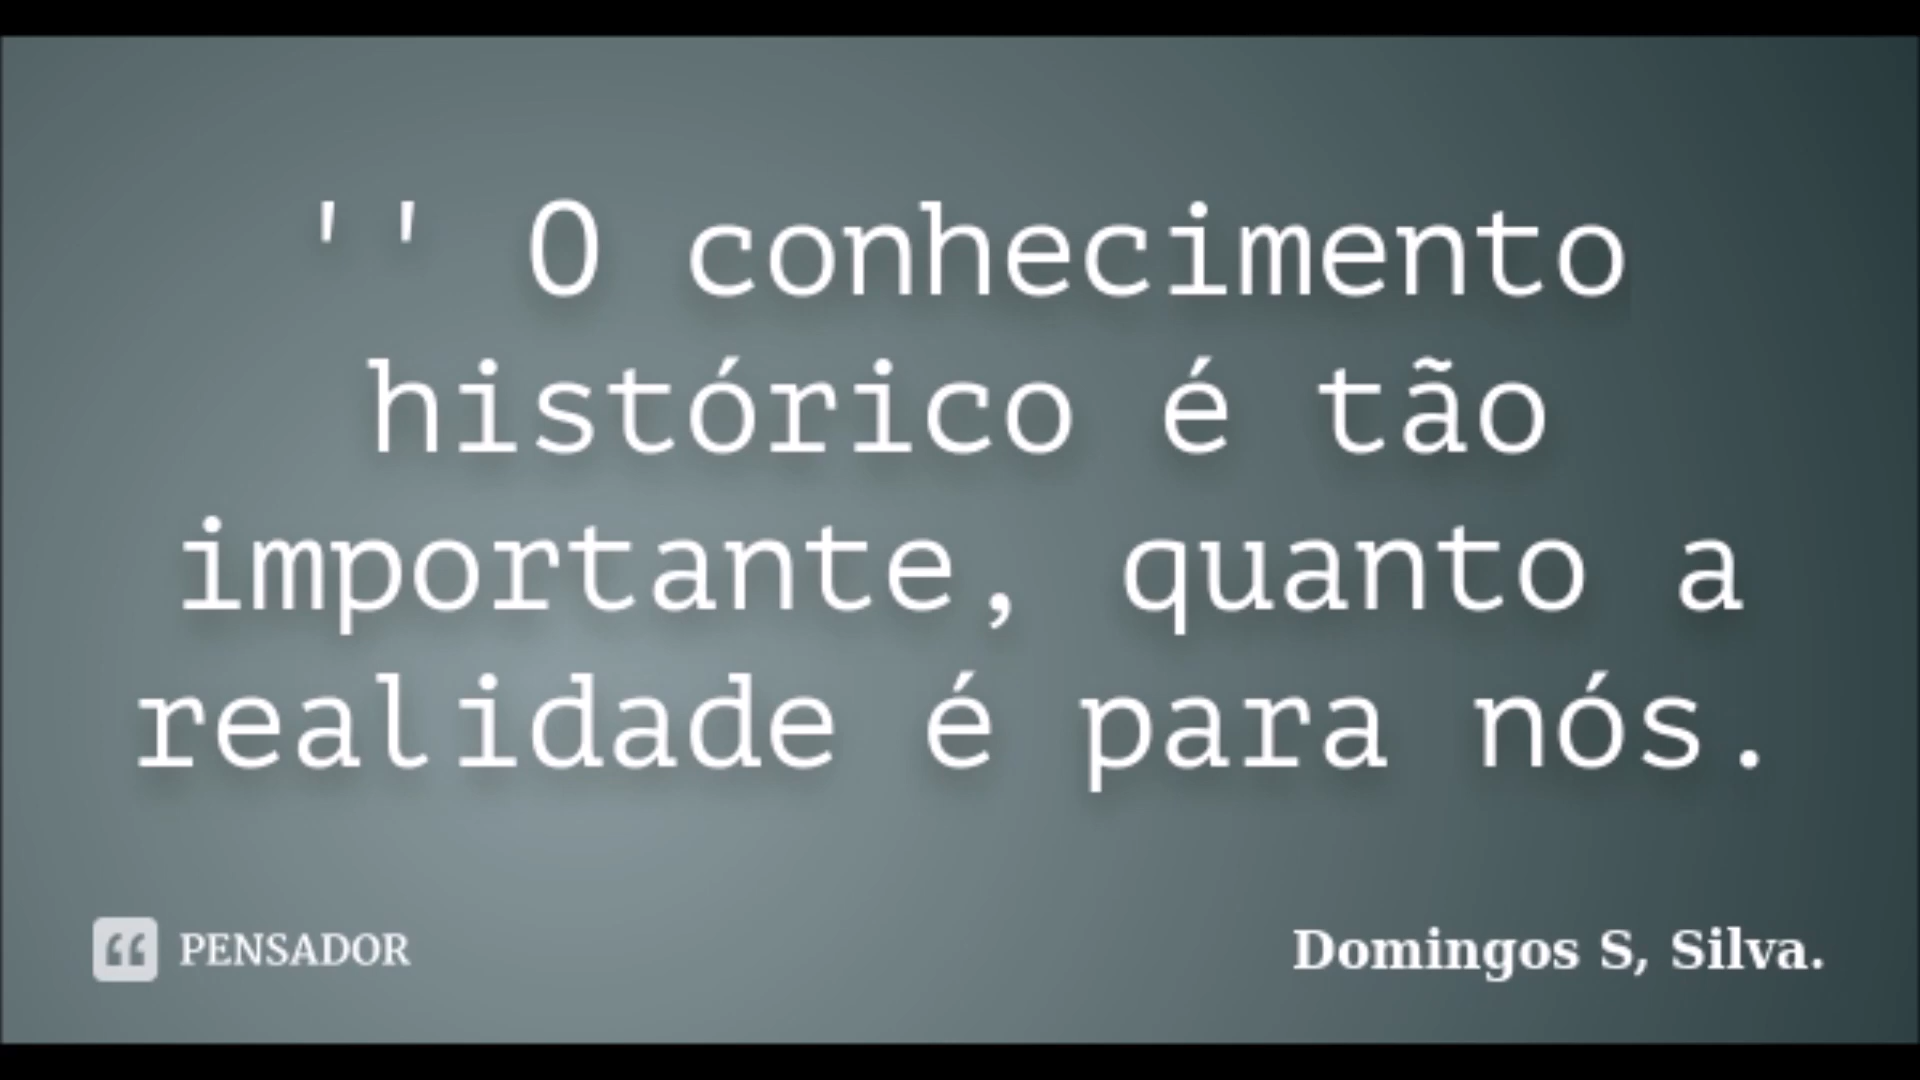 '' O conhecimento
histórico é tão
importante, quanto a
realidade é para nós.
PENSADOR
Domingos S, Silva.